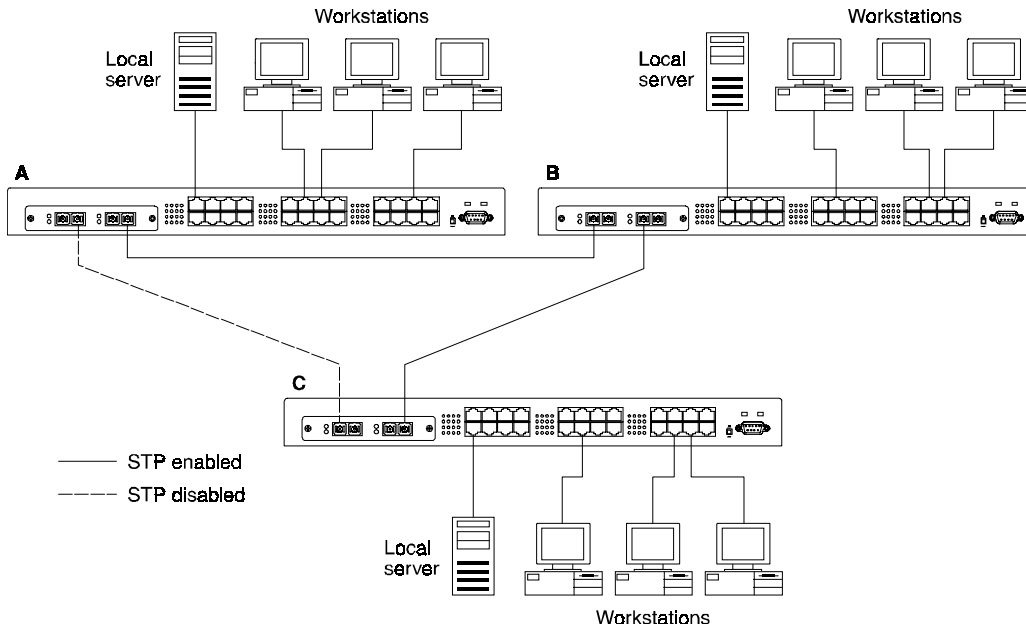 Workstations
Workstations
Local
server
Local
server
A
B
C
STP enabled
STP disabled
Local
server
Workstations